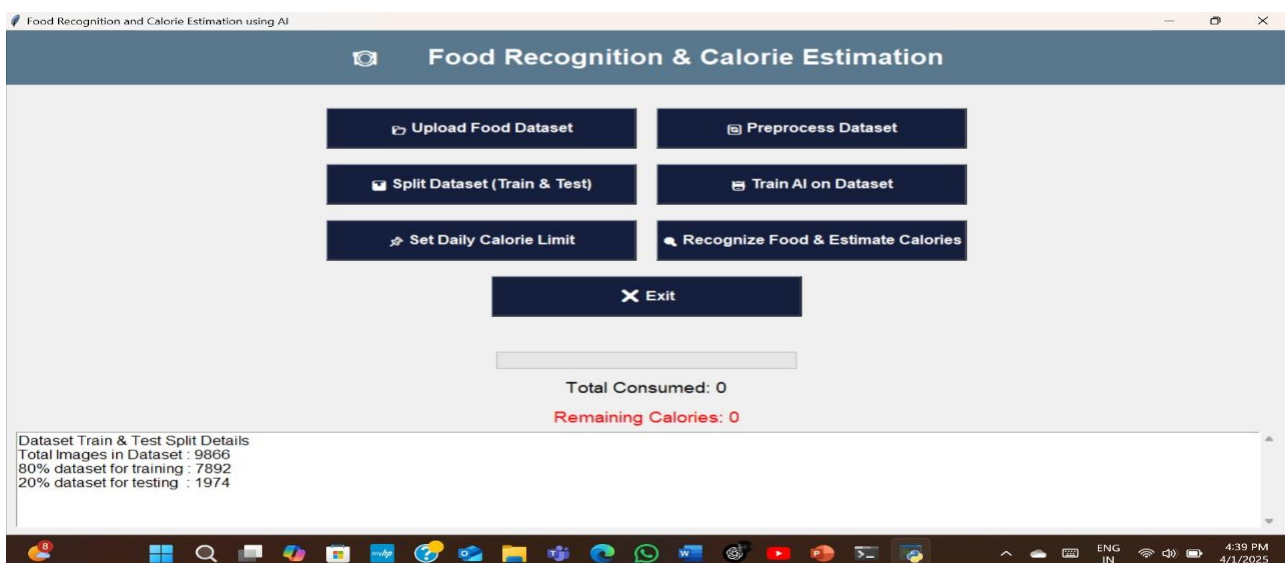 Food Recognition and Calorie Estimation using AI
Food Recognition & Calorie Estimation
Upload Food Dataset
Preprocess Dataset
Split Dataset (Train & Test)
Train AI on Dataset
Set Daily Calorie Limit
Recognize Food & Estimate Calories
Exit
Total Consumed: 0
Remaining Calories: 0
Dataset Train & Test Split Details
Total Images in Dataset : 9866
80% dataset for training : 7892
20% dataset for testing : 1974
8
myhp
ENG
IN
4:39 PM
4/1/2025